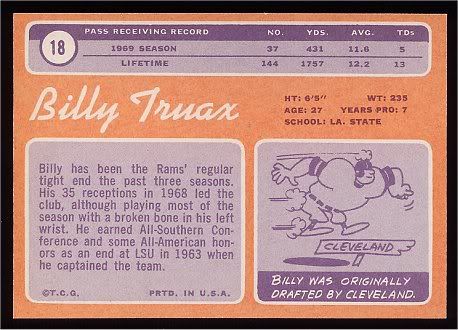 18
PASS RECEIVING RECORD NO. YDS. AVG. TDs
1969 SEASON 37 431 11.6 5
LIFETIME 144 1757 12.2 13
Billy Truax
HT: 6'5" WT: 235
AGE: 27 YEARS PRO: 7
SCHOOL: LA. STATE
Billy has been the Rams' regular
tight end the past three seasons.
His 35 receptions in 1968 led the
club, although playing most of the
season with a broken bone in his left
wrist. He earned All-Southern Con-
ference and some All-American hon-
ors as an end at LSU in 1963 when
he captained the team.
©T.C.G. PRTD. IN U.S.A.
CLEVELAND
BILLY WAS ORIGINALLY
DRAFTED BY CLEVELAND.